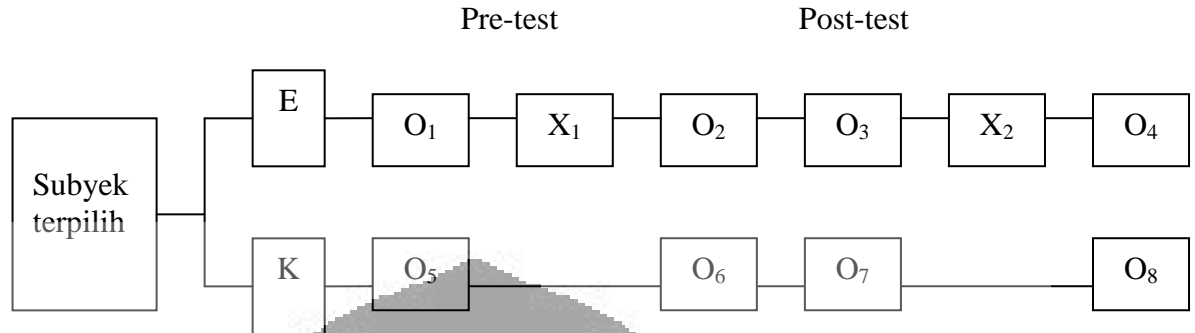 Pre-test Post-test
E
O₁ X₁ O₂ O₃ X₂ O₄
Subyek
terpilih
K O₅ O₆ O₇ O₈